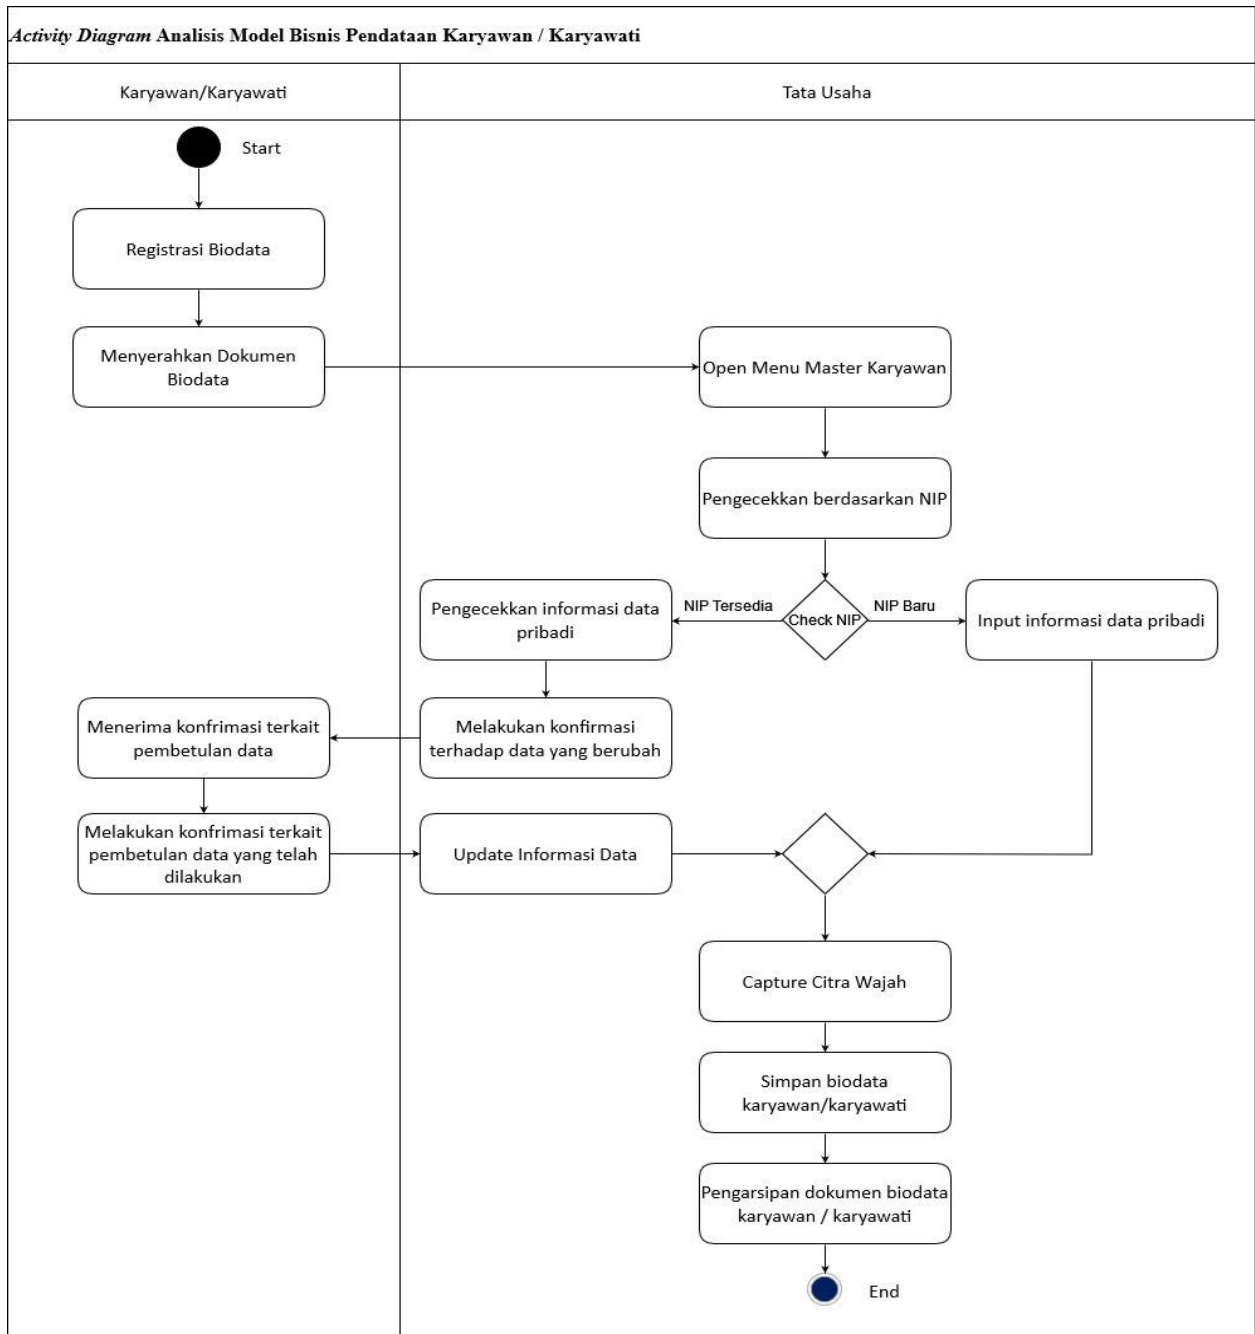 Activity Diagram Analisis Model Bisnis Pendataan Karyawan / Karyawati
Karyawan/Karyawati
Tata Usaha
Start
Registrasi Biodata
Menyerahkan Dokumen
Biodata
Open Menu Master Karyawan
Pengecekkan berdasarkan NIP
Check NIP
NIP Tersedia
NIP Baru
Pengecekkan informasi data
pribadi
Input informasi data pribadi
Melakukan konfirmasi
terhadap data yang berubah
Menerima konfrimasi terkait
pembetulan data
Melakukan konfrimasi terkait
pembetulan data yang telah
dilakukan
Update Informasi Data
Capture Citra Wajah
Simpan biodata
karyawan/karyawati
Pengarsipan dokumen biodata
karyawan / karyawati
End